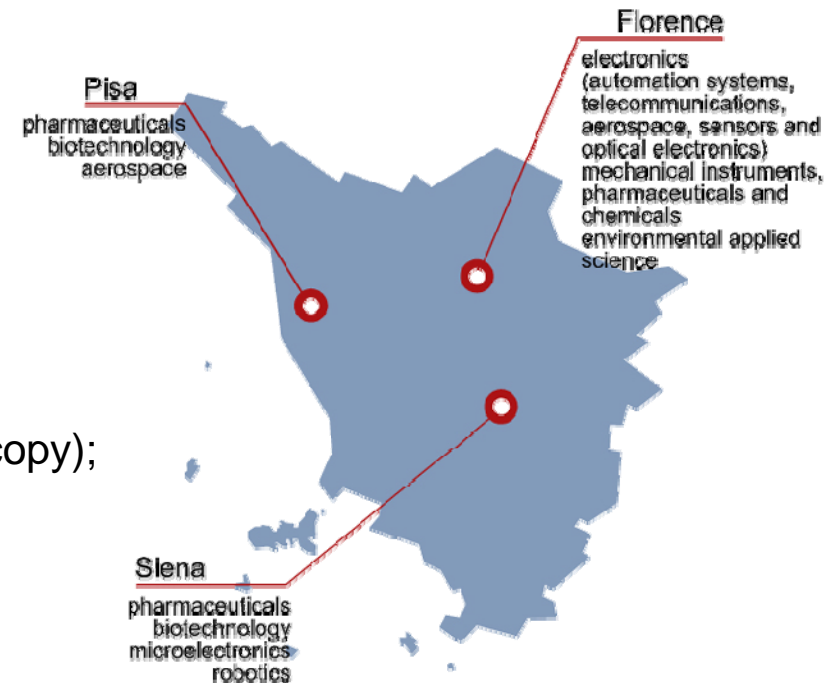 Florence
electronics
(automation systems,
telecommunications,
aerospace, sensors and
optical electronics)
mechanical instruments,
pharmaceuticals and
chemicals
environmental applied
science
Pisa
pharmaceuticals
biotechnology
aerospace
copy);
Siena
pharmaceuticals
biotechnology
microelectronics
robotics